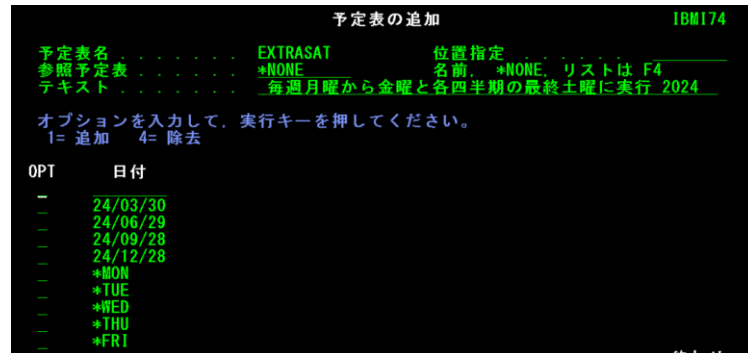 予定表の追加 IBMI74
予定表名 . . . . . . . EXTRASAT 位置指定 . . . . . .
参照予定表 . . . . . . *NONE 名前, *NONE, リストは F4
テキスト . . . . . . . 毎週月曜から金曜と各四半期の最終土曜に実行 2024
オプションを入力して, 実行キーを押してください。
1= 追加 4= 除去
OPT 日付
24/03/30
24/06/29
24/09/28
24/12/28
*MON
*TUE
*WED
*THU
*FRI